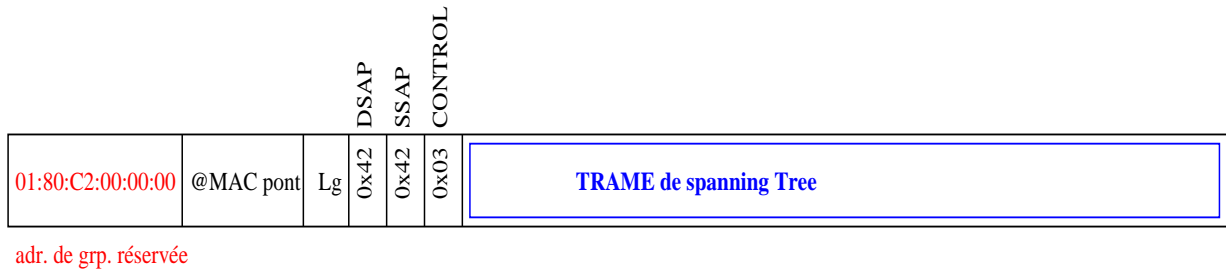 DSAP
SSAP
CONTROL
01:80:C2:00:00:00 @MAC pont Lg 0x42 0x42 0x03 TRAME de spanning Tree
adr. de grp. réservée